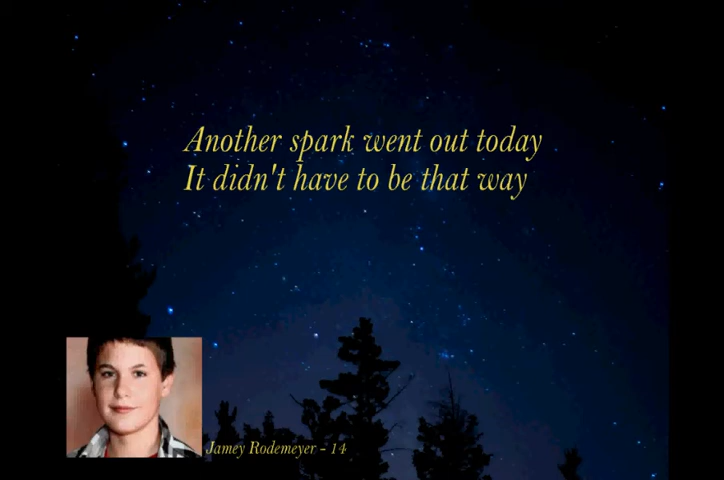 Another spark went out today
It didn't have to be that way
Jamey Rodemeyer - 14